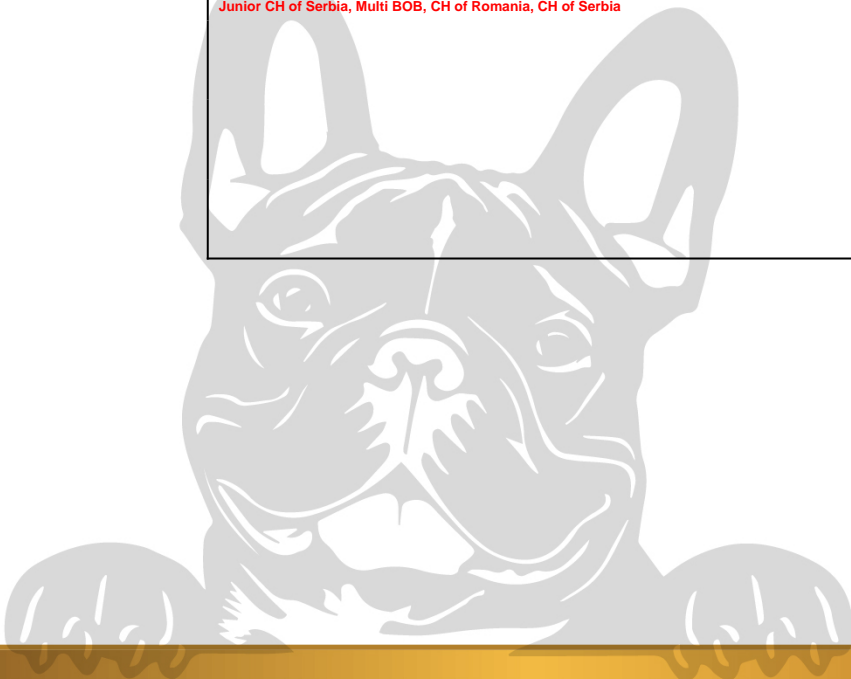 Junior CH of Serbia, Multi BOB, CH of Romania, CH of Serbia